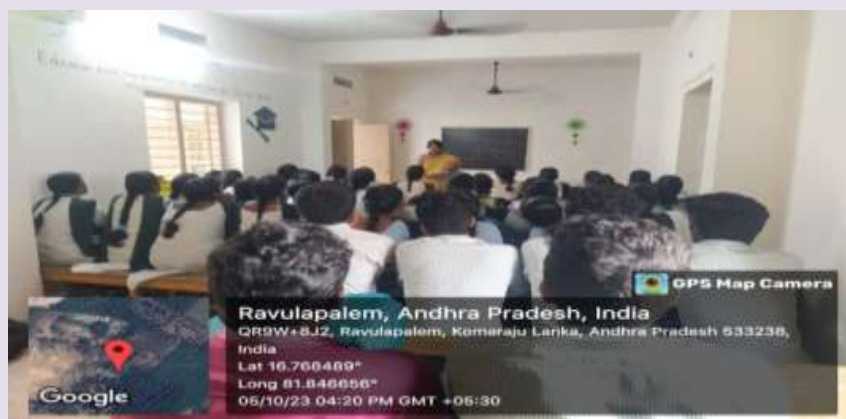 GPS Map Camera
Ravulapalem, Andhra Pradesh, India
QR9W+8J2, Ravulapalem, Komaraju Lanka, Andhra Pradesh 533238,
India
Lat 16.768489°
Long 81.846656°
05/10/23 04:20 PM GMT +05:30
Google